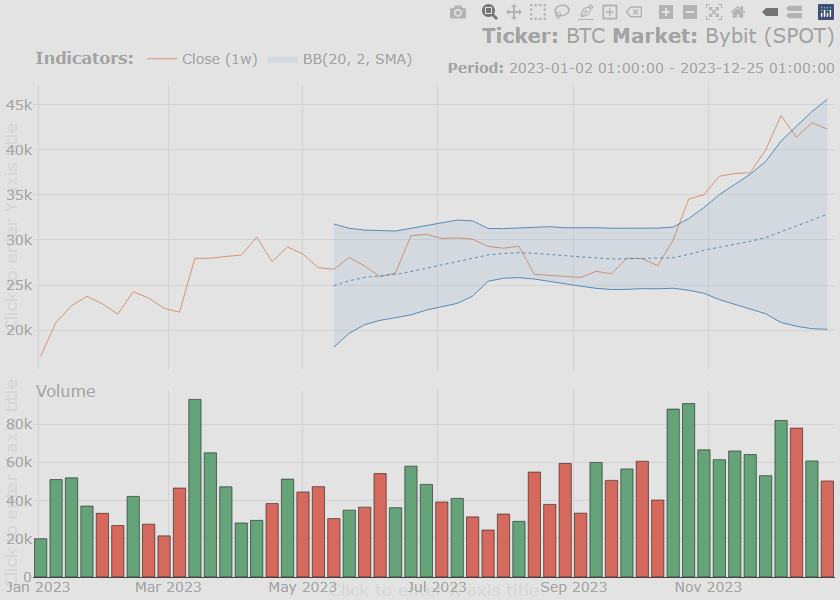 Ticker: BTC Market: Bybit (SPOT)
Indicators: Close (1w) BB(20, 2, SMA)
Period: 2023-01-02 01:00:00 - 2023-12-25 01:00:00
45k
40k
35k
30k
25k
20k
Click to enter Y axis title
Volume
80k
60k
40k
20k
0
Click to enter Y axis title
Jan 2023 Mar 2023 May 2023 Jul 2023 Sep 2023 Nov 2023
Click to enter X axis title